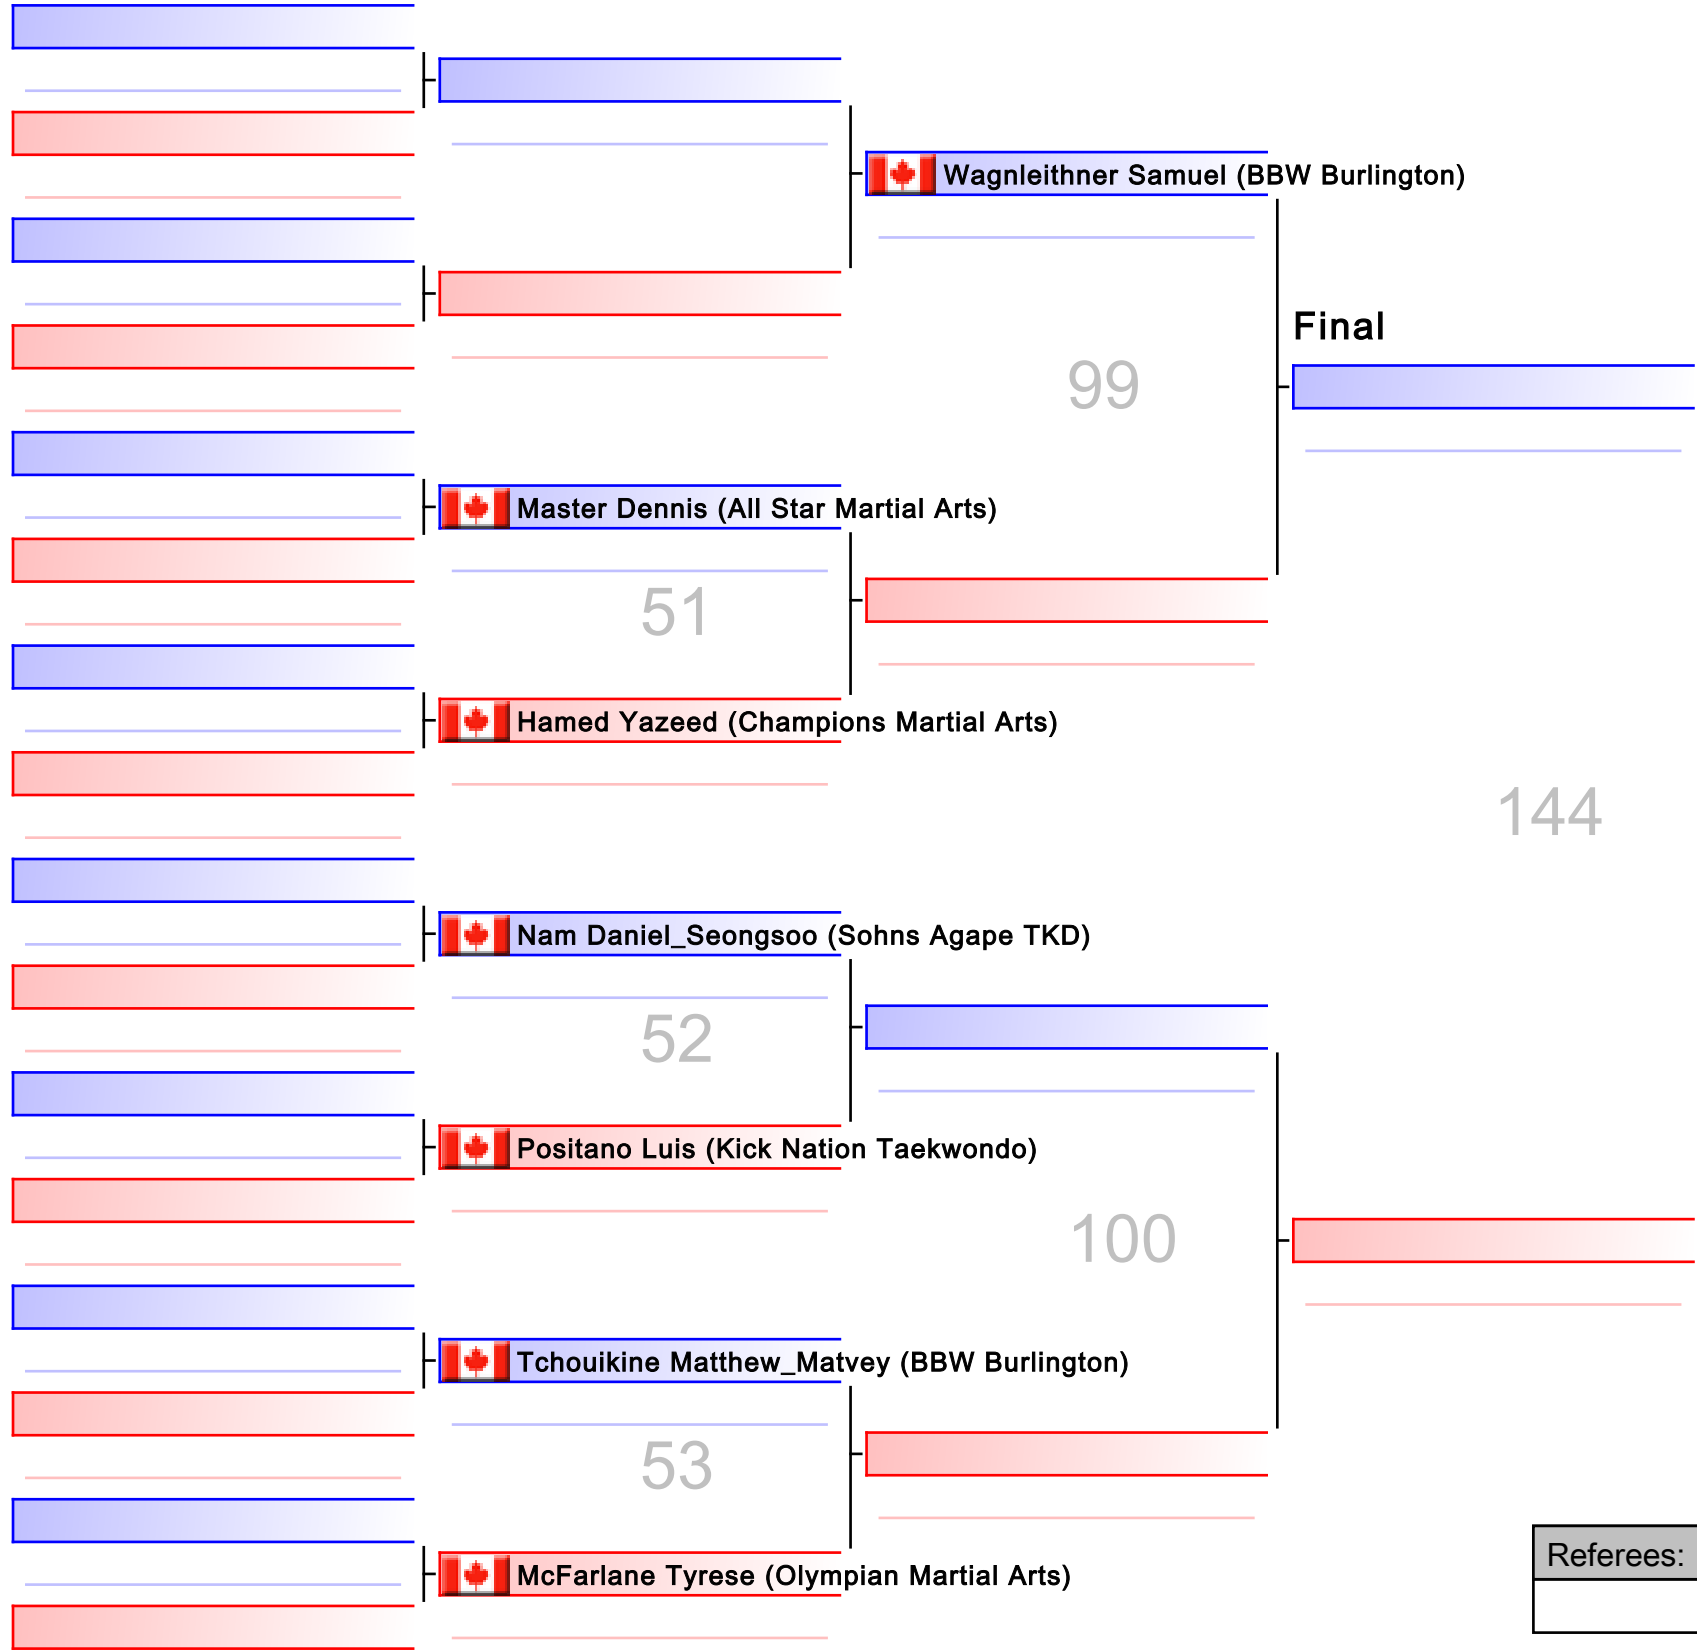 Wagnleithner Samuel (BBW Burlington)
Final
99
Master Dennis (All Star Martial Arts)
51
Hamed Yazeed (Champions Martial Arts)
144
Nam Daniel_Seongsoo (Sohns Agape TKD)
52
Positano Luis (Kick Nation Taekwondo)
100
Tchouikine Matthew_Matvey (BBW Burlington)
53
McFarlane Tyrese (Olympian Martial Arts)
Referees: